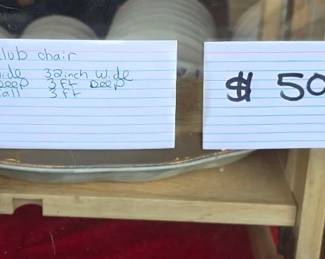 lub chair
ide 32inch Wide
eep 3 FT Deep
all 3 FT
$ 50